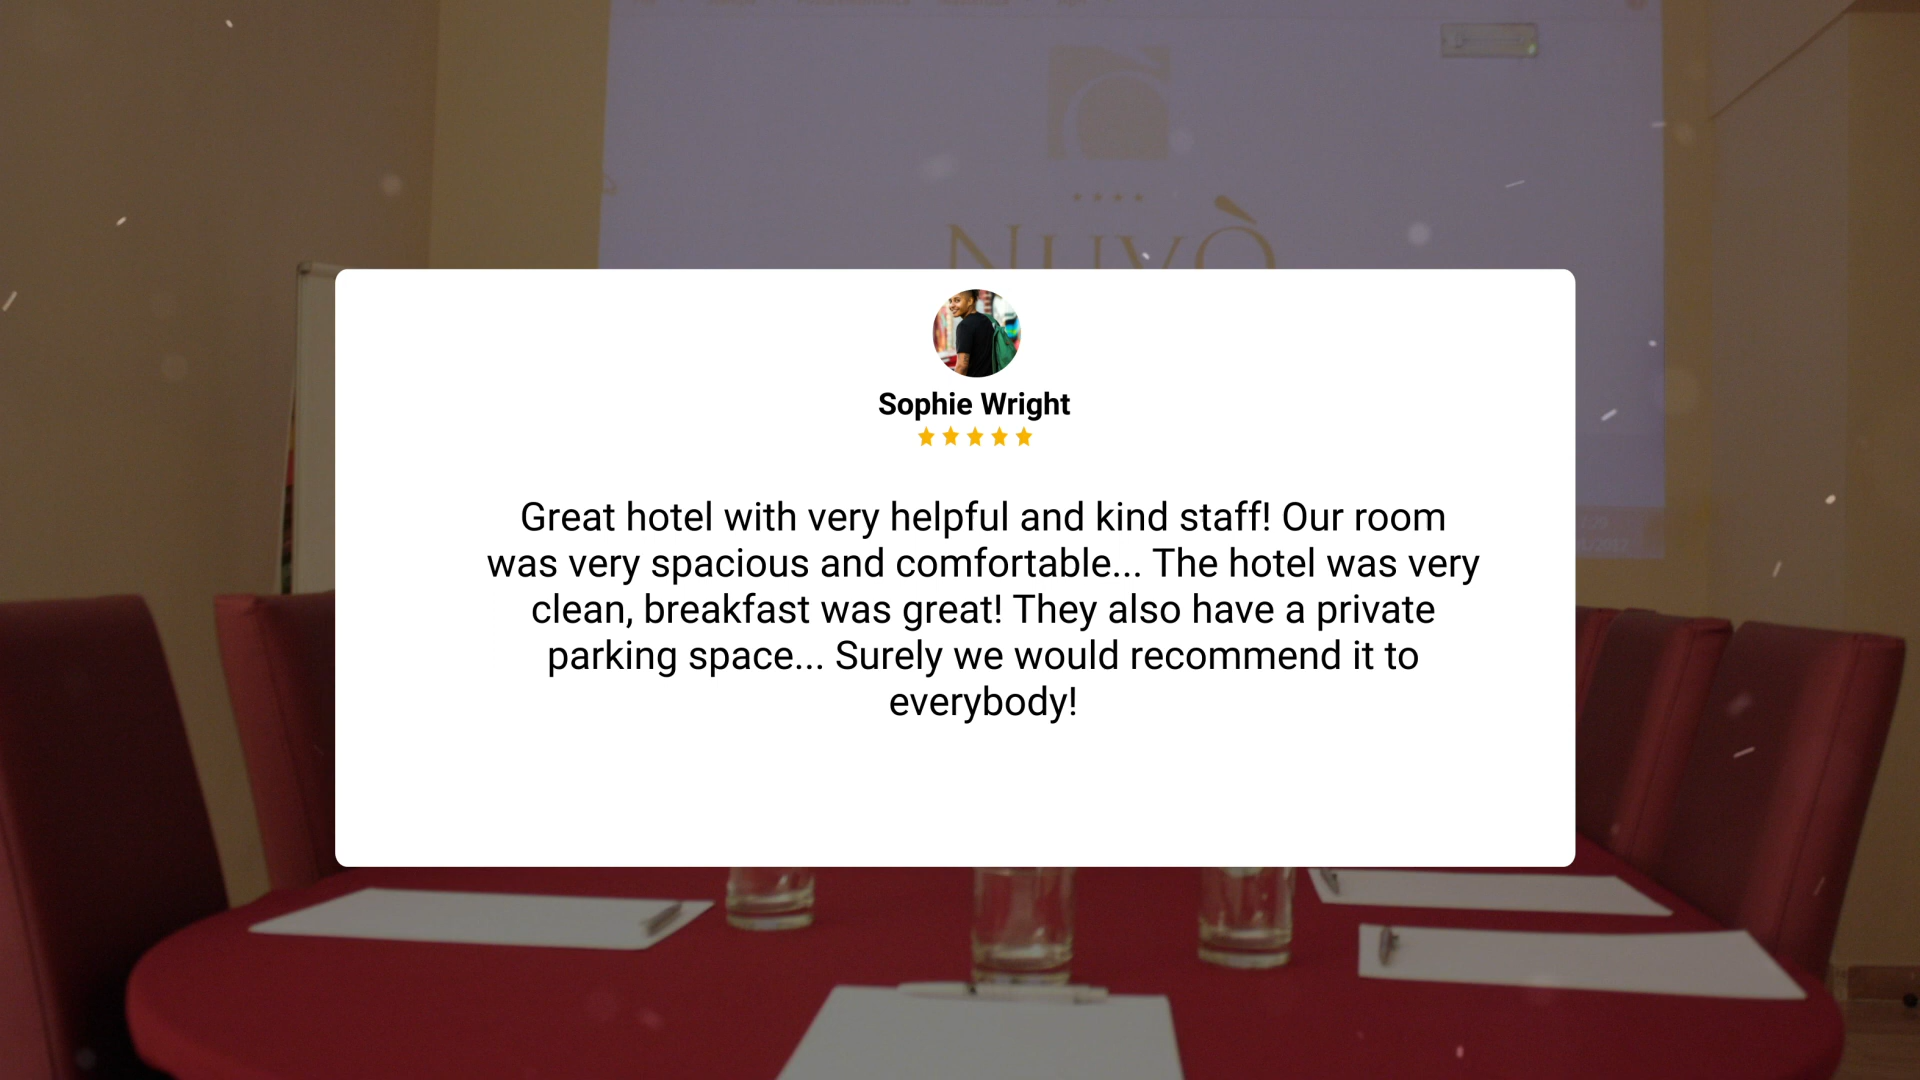 NUVÒ
Sophie Wright
Great hotel with very helpful and kind staff! Our room
was very spacious and comfortable... The hotel was very
clean, breakfast was great! They also have a private
parking space... Surely we would recommend it to
everybody!